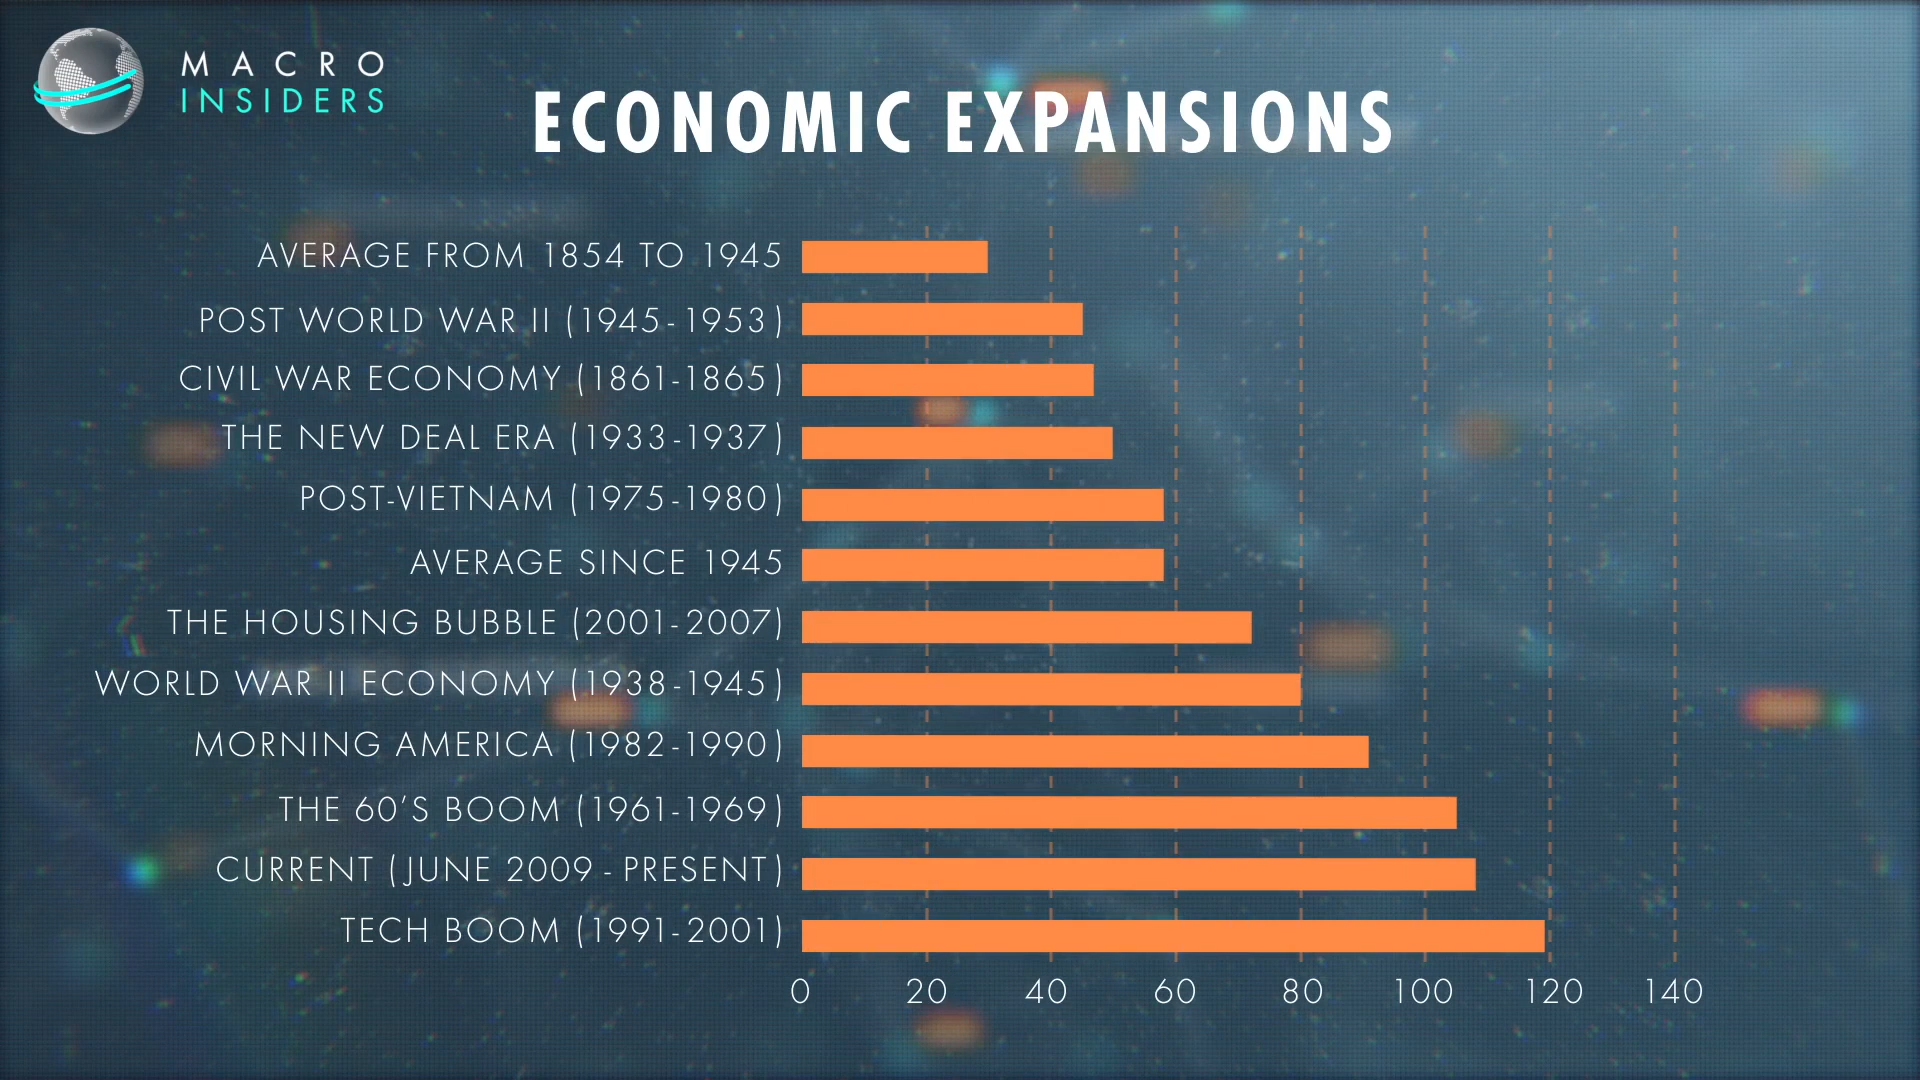 MACRO
INSIDERS
ECONOMIC EXPANSIONS
AVERAGE FROM 1854 TO 1945
POST WORLD WAR II (1945-1953)
CIVIL WAR ECONOMY (1861-1865)
THE NEW DEAL ERA (1933-1937)
POST-VIETNAM (1975-1980)
AVERAGE SINCE 1945
THE HOUSING BUBBLE (2001-2007)
WORLD WAR II ECONOMY (1938-1945)
MORNING AMERICA (1982-1990)
THE 60’S BOOM (1961-1969)
CURRENT (JUNE 2009 - PRESENT)
TECH BOOM (1991-2001)
0 20 40 60 80 100 120 140